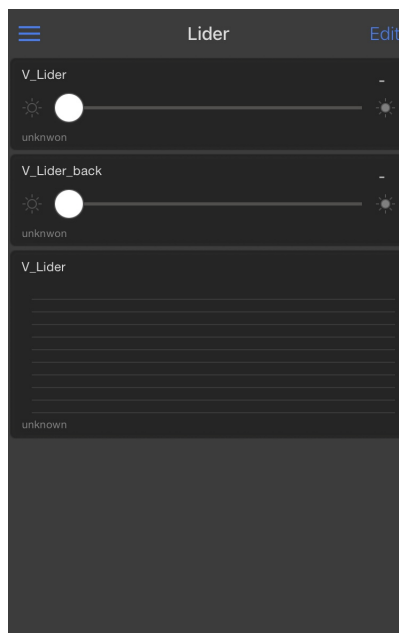 Lider
Edit
V_Lider
-
unknwon
V_Lider_back
-
unknwon
V_Lider
unknown